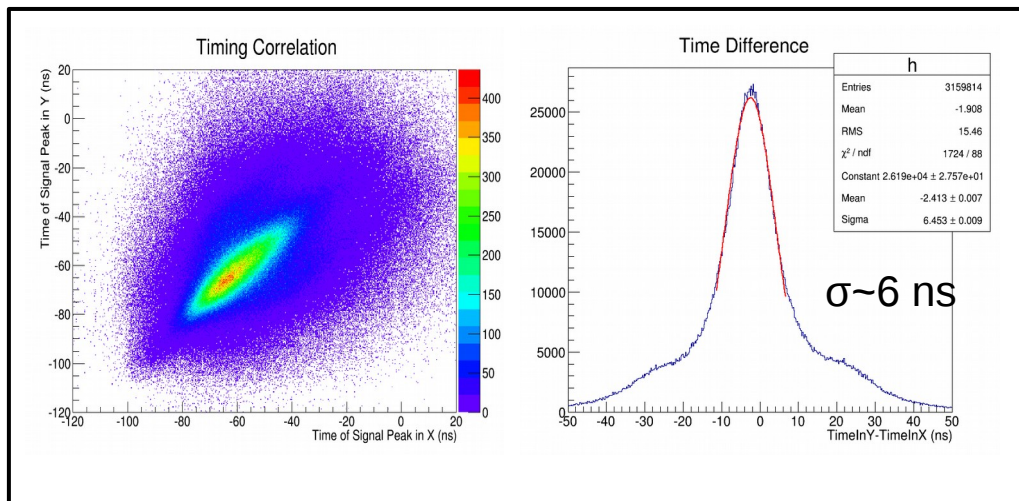 Timing Correlation
Time of Signal Peak in Y (ns)
20
0
-20
-40
-60
-80
-100
-120
-120 -100 -80 -60 -40 -20 0 20
Time of Signal Peak in X (ns)
400
350
300
250
200
150
100
50
0
Time Difference
h
Entries 3159814
Mean -1.908
RMS 15.46
χ² / ndf 1724 / 88
Constant 2.619e+04 ± 2.757e+01
Mean -2.413 ± 0.007
Sigma 6.453 ± 0.009
σ~6 ns
25000
20000
15000
10000
5000
0
-50 -40 -30 -20 -10 0 10 20 30 40 50
TimeInY-TimeInX (ns)